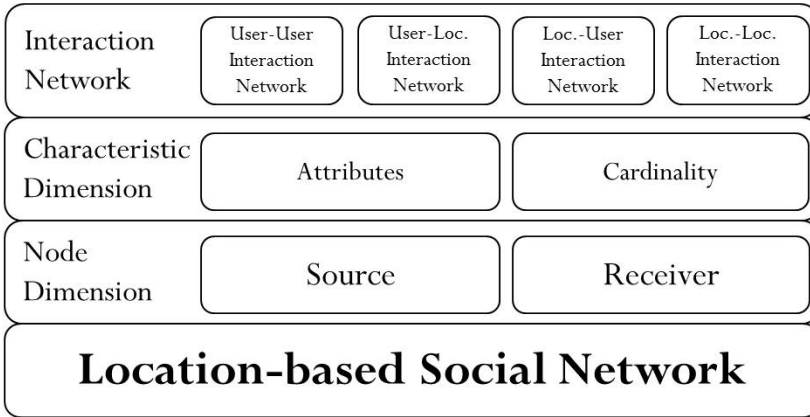 Interaction
Network
User-User
Interaction
Network
User-Loc.
Interaction
Network
Loc.-User
Interaction
Network
Loc.-Loc.
Interaction
Network
Characteristic
Dimension
Attributes
Cardinality
Node
Dimension
Source
Receiver
Location-based Social Network